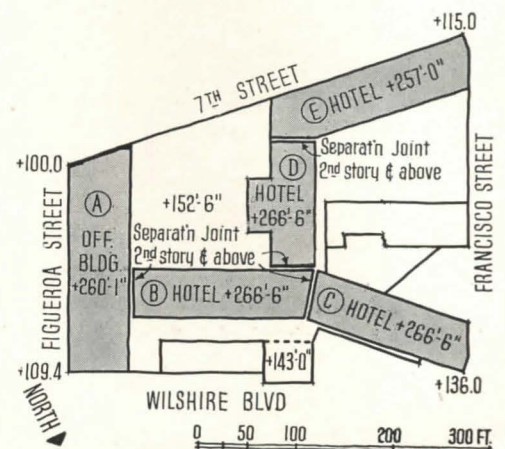 +115.0
7TH STREET
Ⓔ HOTEL +257'-0"
Separat'n Joint
2nd story & above
+100.0
Ⓐ
OFF.
BLDG.
+260'-1"
+152'-6"
Ⓓ
HOTEL
+266'-6"
Separat'n Joint
2nd story & above
FIGUEROA STREET
FRANCISCO STREET
Ⓑ HOTEL +266'-6"
Ⓒ HOTEL +266'-6"
+143'-0"
+109.4
+136.0
NORTH
WILSHIRE BLVD
0 50 100 200 300 FT.